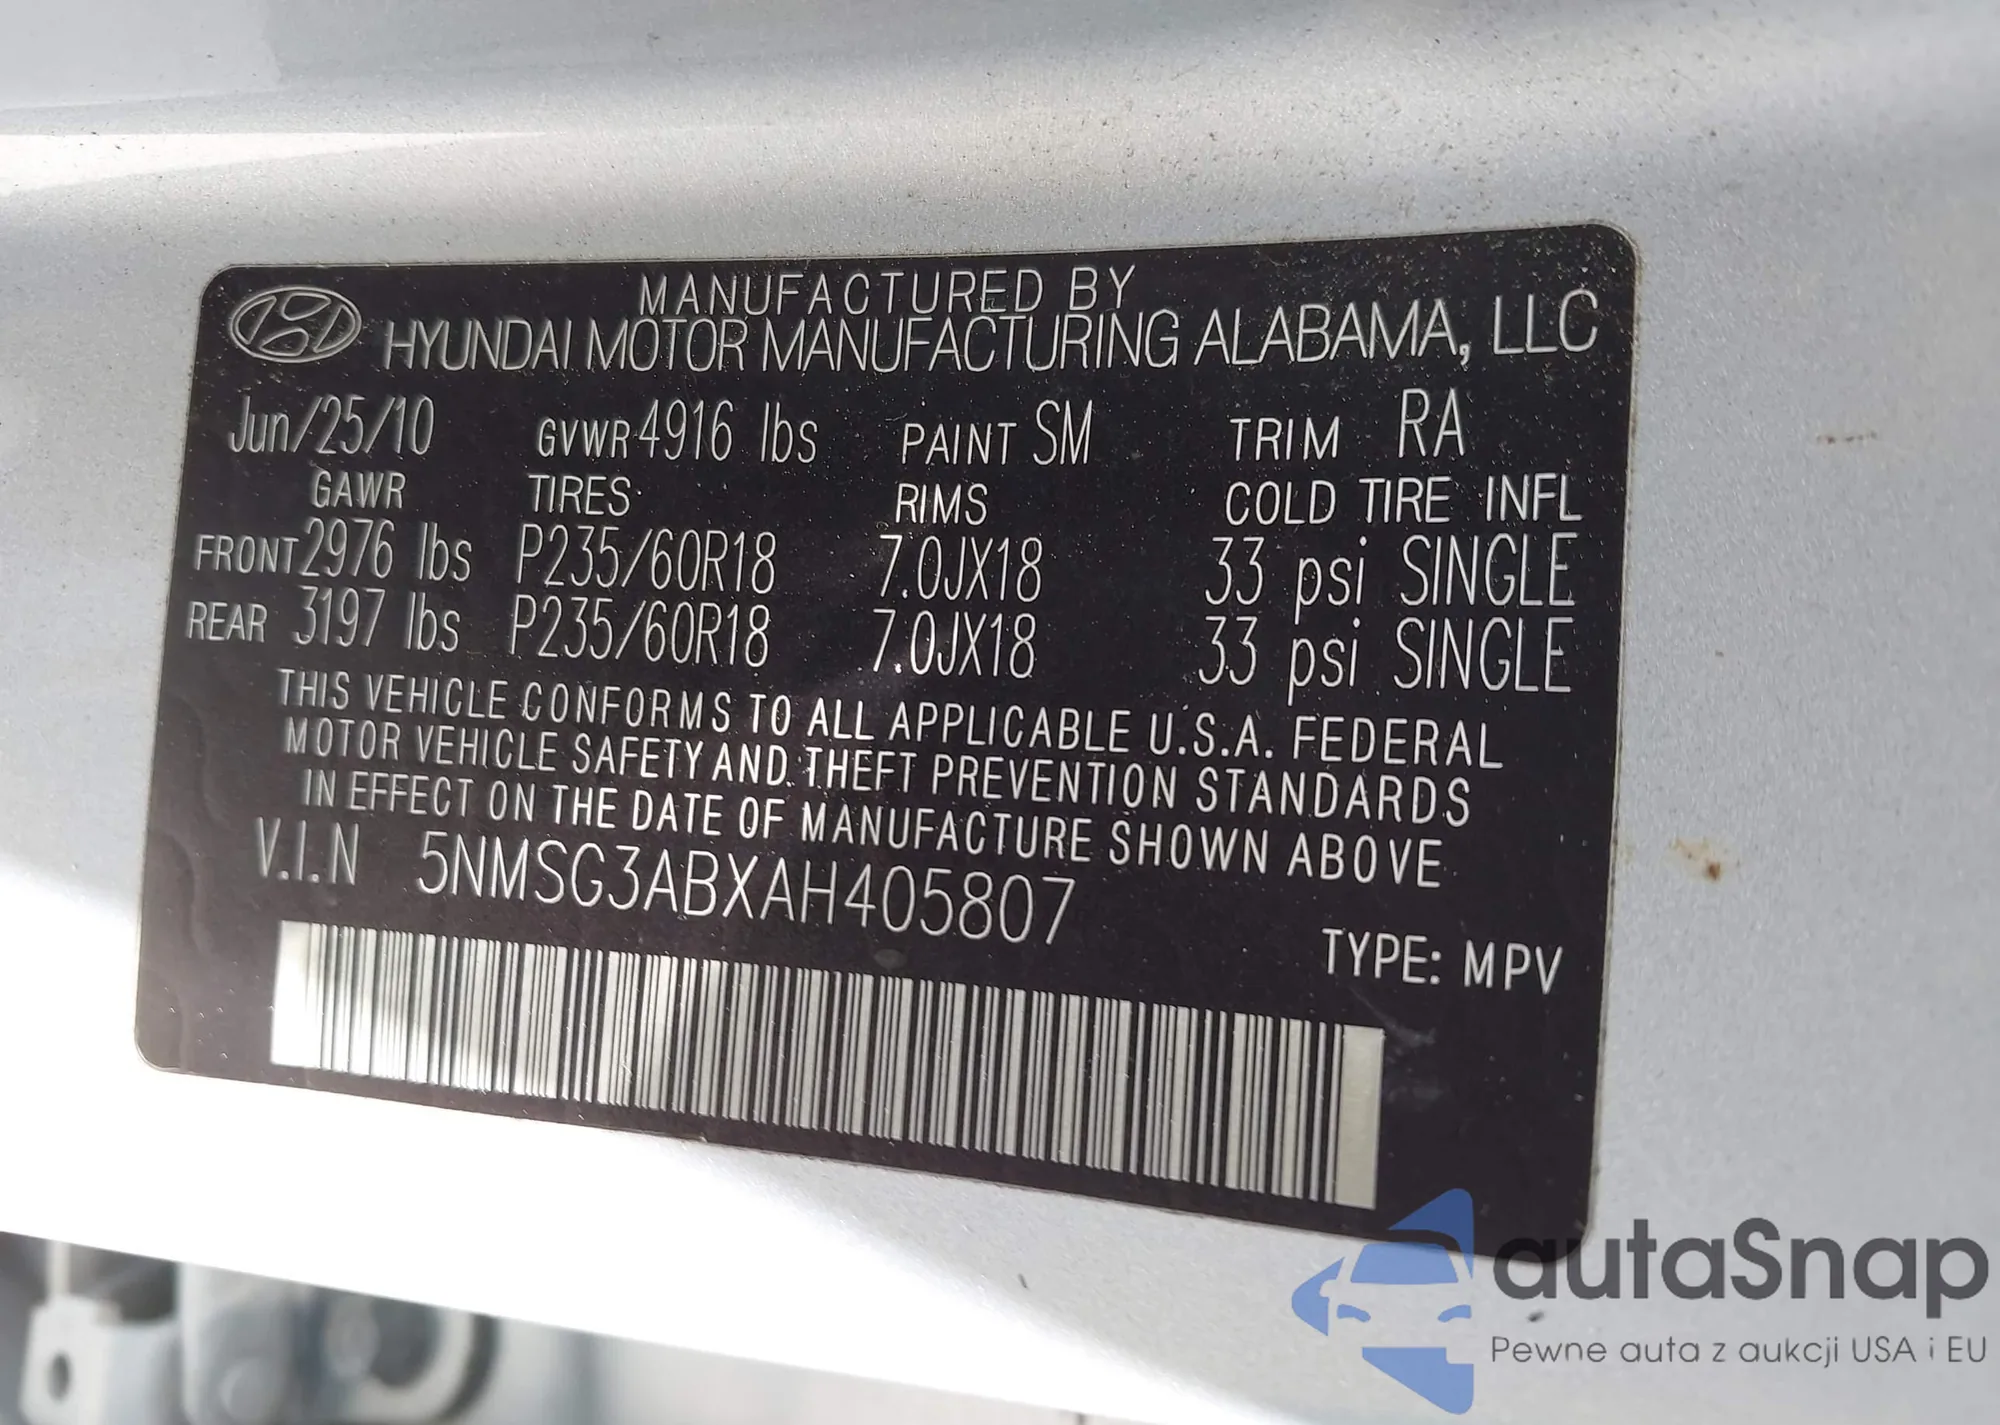 MANUFACTURED BY
HYUNDAI MOTOR MANUFACTURING ALABAMA, LLC
Jun/25/10 GVWR 4916 lbs PAINT SM TRIM RA
GAWR TIRES RIMS COLD TIRE INFL
FRONT 2976 lbs P235/60R18 7.0JX18 33 psi SINGLE
REAR 3197 lbs P235/60R18 7.0JX18 33 psi SINGLE
THIS VEHICLE CONFORMS TO ALL APPLICABLE U.S.A. FEDERAL
MOTOR VEHICLE SAFETY AND THEFT PREVENTION STANDARDS
IN EFFECT ON THE DATE OF MANUFACTURE SHOWN ABOVE
V.I.N 5NMSG3ABXAH405807
TYPE: MPV
autaSnap
Pewne auta z aukcji USA i EU